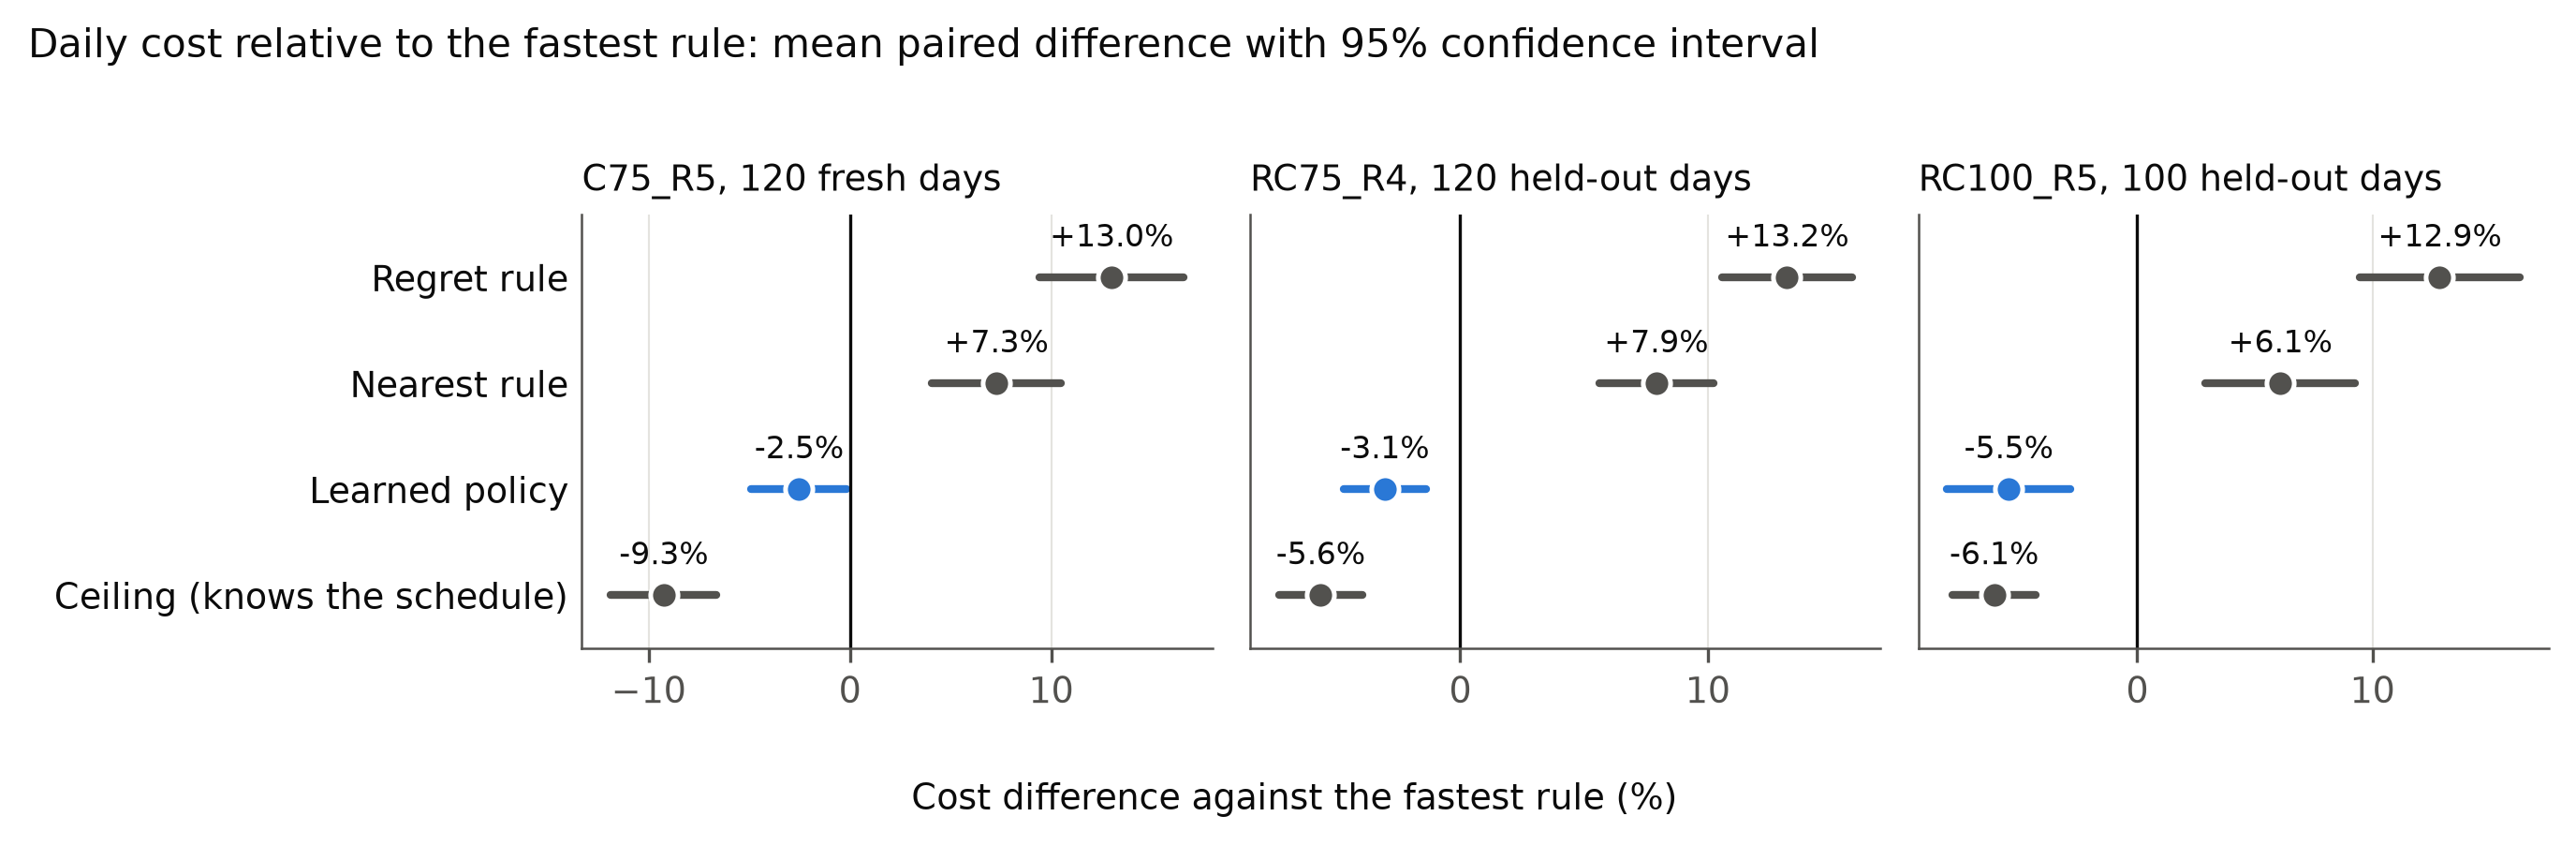 Daily cost relative to the fastest rule: mean paired difference with 95% confidence interval
C75_R5, 120 fresh days
RC75_R4, 120 held-out days
RC100_R5, 100 held-out days
Regret rule
+13.0%
+13.2%
+12.9%
Nearest rule
+7.3%
+7.9%
+6.1%
Learned policy
-2.5%
-3.1%
-5.5%
Ceiling (knows the schedule)
-9.3%
-5.6%
-6.1%
−10 0 10
0 10
0 10
Cost difference against the fastest rule (%)